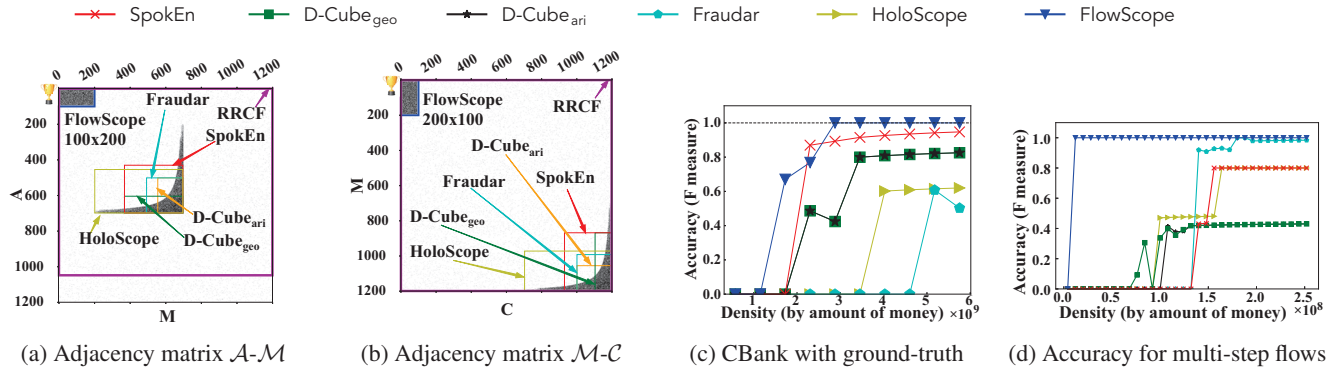 SpokEn D-Cube_geo D-Cube_ari Fraudar HoloScope FlowScope
0 200 400 600 800 1000 1200
FlowScope
100x200
Fraudar
RRCF
SpokEn
D-Cube_ari
D-Cube_geo
HoloScope
200
400
600
800
1000
1200
A
M
(a) Adjacency matrix 𝒜-ℳ
0 200 400 600 800 1000 1200
FlowScope
200x100
RRCF
D-Cube_ari
Fraudar
SpokEn
D-Cube_geo
HoloScope
200
400
600
800
1000
1200
M
C
(b) Adjacency matrix ℳ-𝒞
Accuracy (F measure)
1.0
0.8
0.6
0.4
0.2
0.0
1 2 3 4 5 6
Density (by amount of money) ×10⁹
(c) CBank with ground-truth
Accuracy (F measure)
1.0
0.8
0.6
0.4
0.2
0.0
0.0 0.5 1.0 1.5 2.0 2.5
Density (by amount of money) ×10⁸
(d) Accuracy for multi-step flows